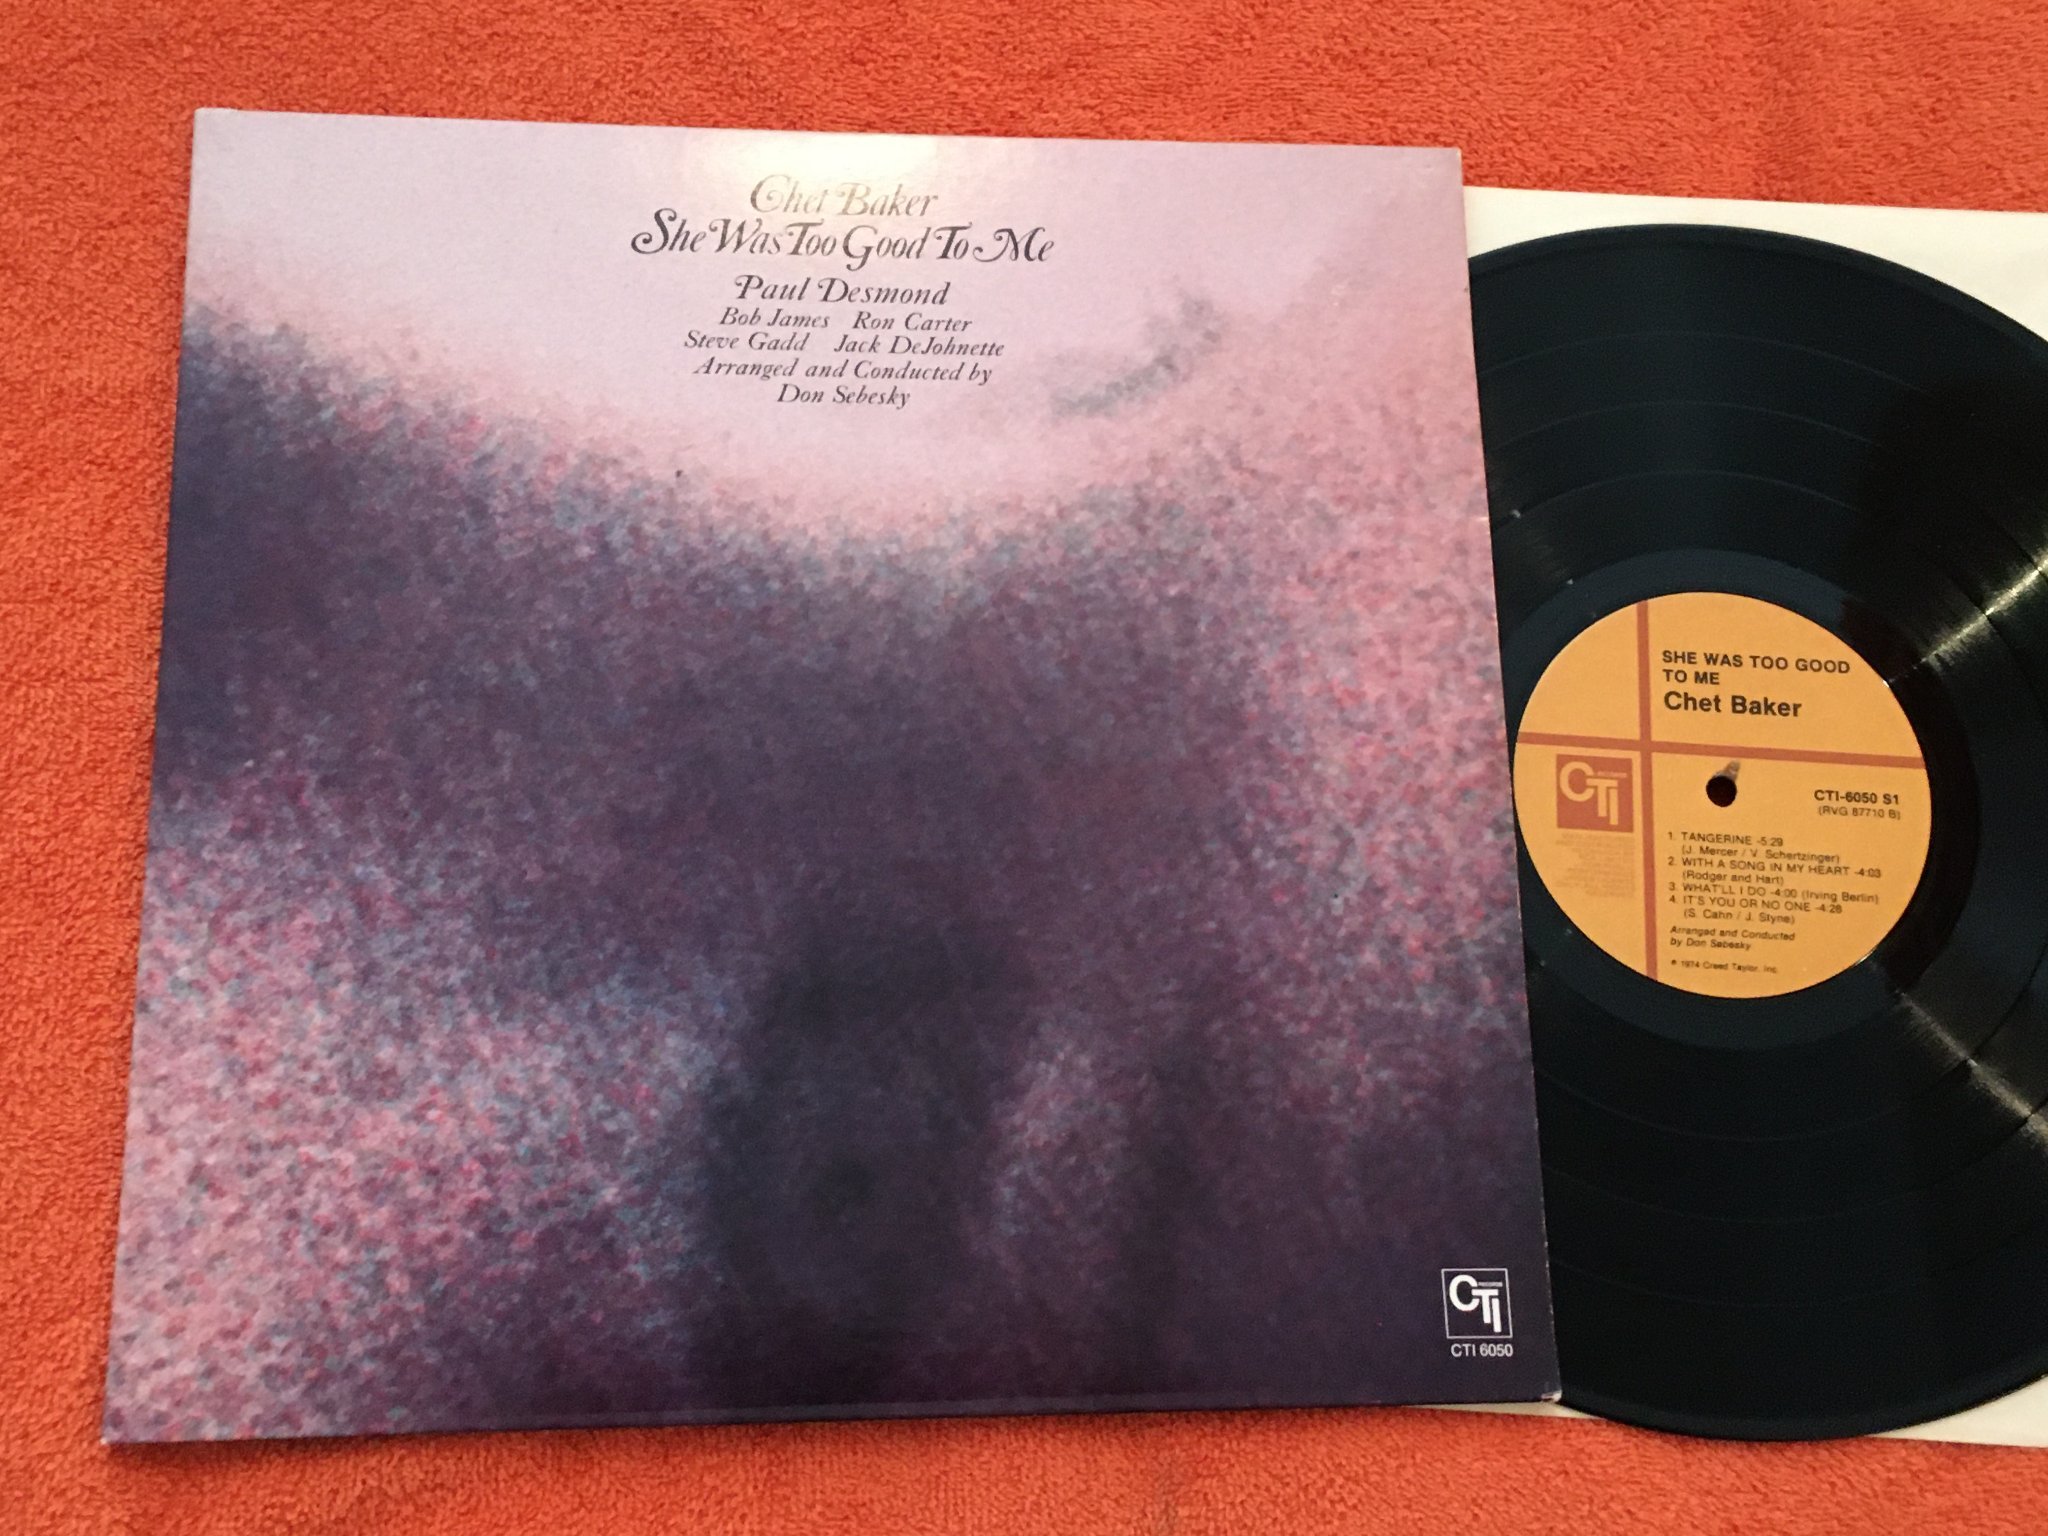 Chet Baker
She Was Too Good To Me
Paul Desmond
Bob James Ron Carter
Steve Gadd Jack DeJohnette
Arranged and Conducted by
Don Sebesky
CTI
CTI 6050
SHE WAS TOO GOOD
TO ME
Chet Baker
CTI
CTI-6050 S1
(RVG 87710 B)
1. TANGERINE -5:29
(J. Mercer / V. Schertzinger)
2. WITH A SONG IN MY HEART -4:03
(Rodger and Hart)
3. WHAT'LL I DO -4:00 (Irving Berlin)
4. IT'S YOU OR NO ONE -4:28
(S. Cahn / J. Styne)
Arranged and Conducted
by Don Sebesky
℗ 1974 Creed Taylor, Inc.